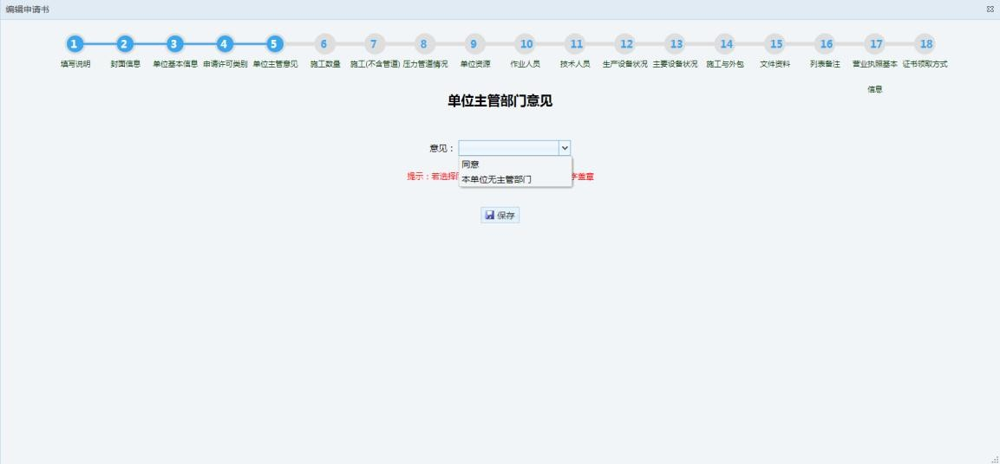 编辑申请书
1 2 3 4 5 6 7 8 9 10 11 12 13 14 15 16 17 18
填写说明 封面信息 单位基本信息 申请许可类别 单位主管意见 施工数量 施工(不含管道) 压力管道情况 单位资源 作业人员 技术人员 生产设备状况 主要设备状况 施工与外包 文件资料 列表备注 营业执照基本 证书领取方式
信息
单位主管部门意见
意见：
同意
提示：若选择 字盖章
本单位无主管部门
保存